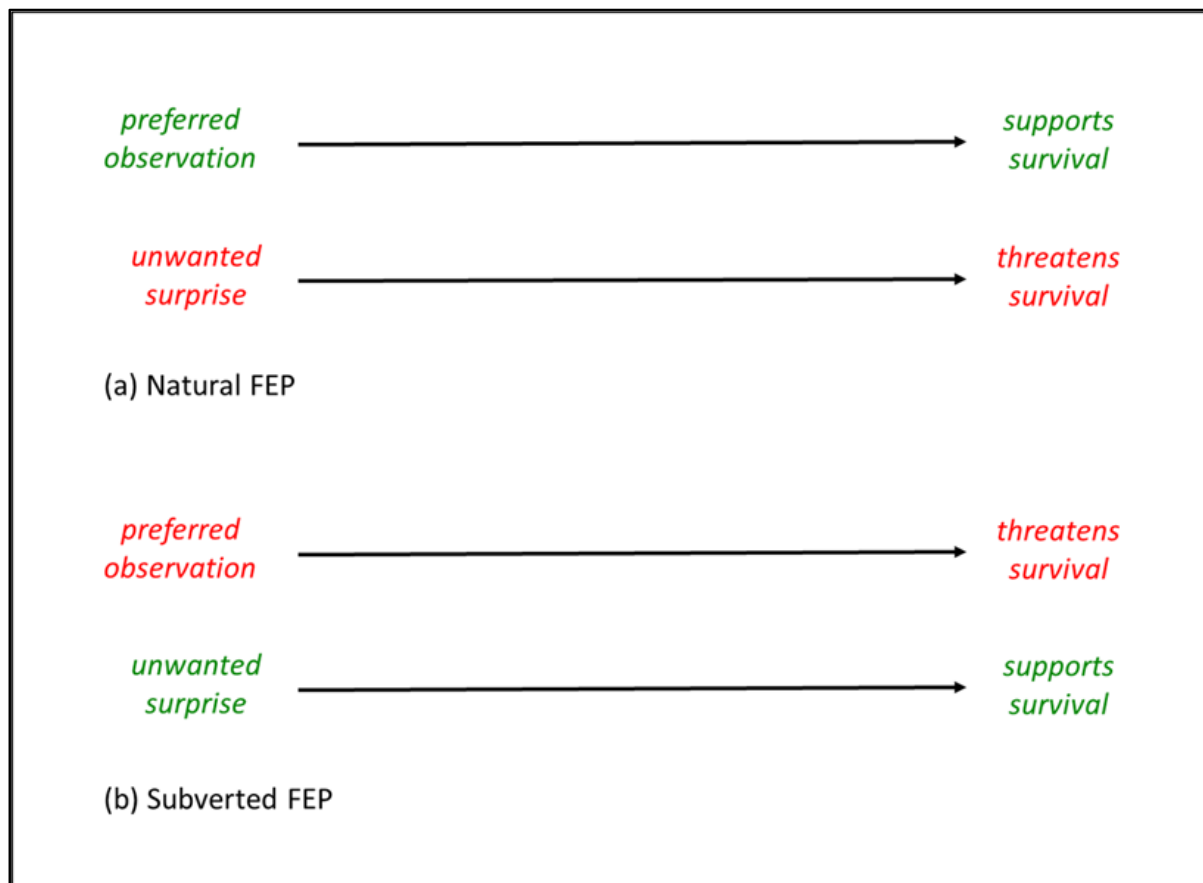 preferred
observation
supports
survival
unwanted
surprise
threatens
survival
(a) Natural FEP
preferred
observation
threatens
survival
unwanted
surprise
supports
survival
(b) Subverted FEP